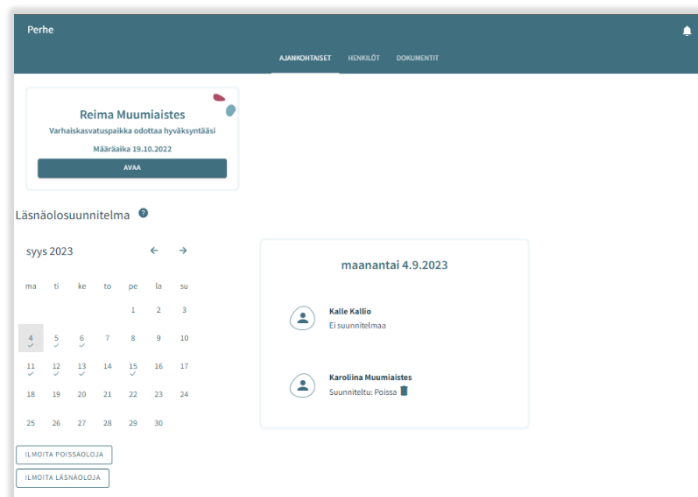 Perhe
AJANKOHTAISET HENKILÖT DOKUMENTIT
Reima Muumiaistes
Varhaiskasvatuspaikka odottaa hyväksyntääsi
Määräaika 19.10.2022
AVAA
Läsnäolosuunnitelma ?
syys 2023
ma ti ke to pe la su
1 2 3
4 5 6 7 8 9 10
11 12 13 14 15 16 17
18 19 20 21 22 23 24
25 26 27 28 29 30
ILMOITA POISSAOLOJA
ILMOITA LÄSNÄOLOJA
maanantai 4.9.2023
Kalle Kallio
Ei suunnitelmaa
Karoliina Muumiaistes
Suunniteltu: Poissa